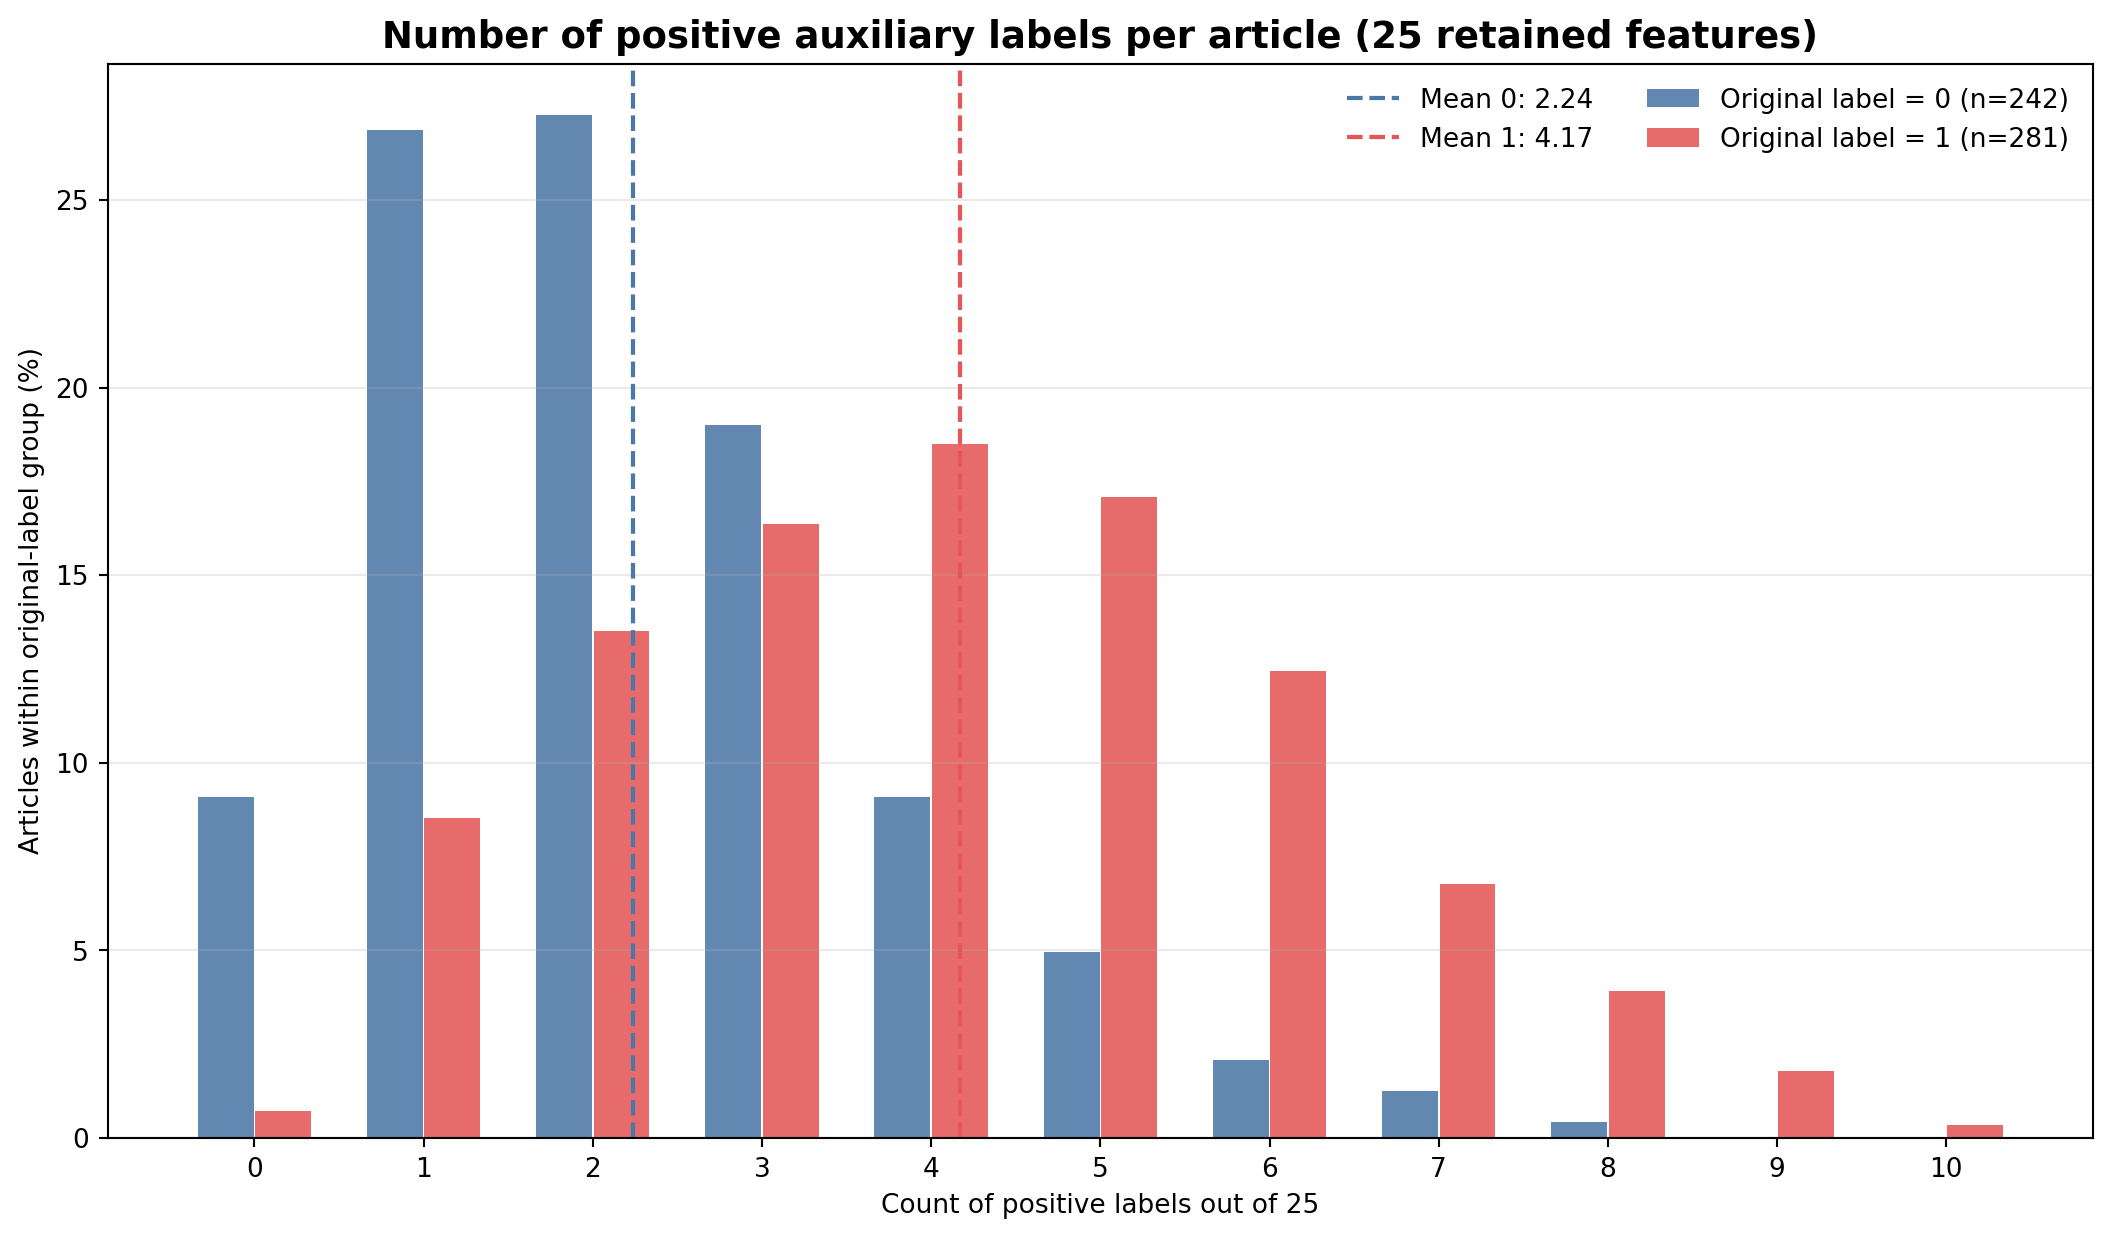 Number of positive auxiliary labels per article (25 retained features)
Mean 0: 2.24
Mean 1: 4.17
Original label = 0 (n=242)
Original label = 1 (n=281)
Articles within original-label group (%)
25
20
15
10
5
0
0 1 2 3 4 5 6 7 8 9 10
Count of positive labels out of 25